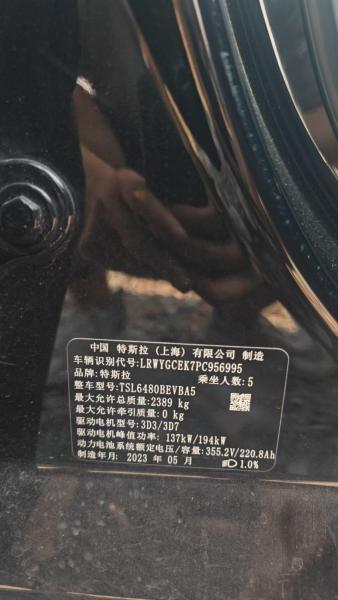 中国 特斯拉 (上海) 有限公司 制造
车辆识别代号: LRWYGCEK7PC956995
品牌: 特斯拉 乘坐人数: 5
整车型号: TSL6480BEVBA5
最大允许总质量: 2389 kg
最大允许牵引质量: 0 kg
驱动电机型号: 3D3/3D7
驱动电机峰值功率: 137kW/194kW
动力电池系统额定电压/容量: 355.2V/220.8Ah
制造年月: 2023 年 05 月 1.0%